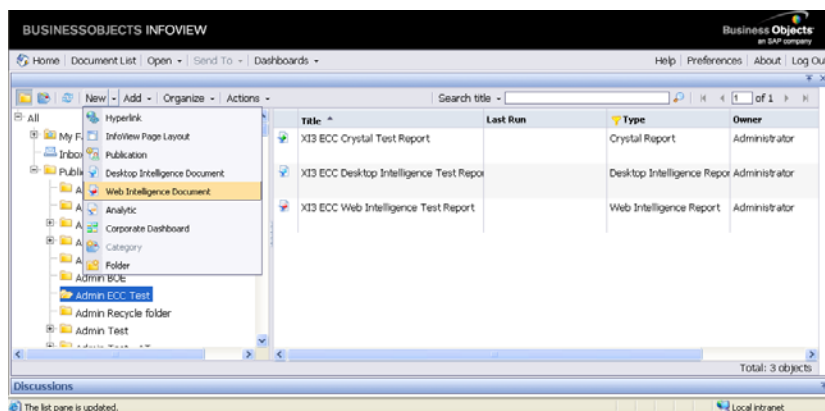 BUSINESSOBJECTS INFOVIEW
Business Objects
an SAP company
Home Document List Open Send To Dashboards Help Preferences About Log Ou
New Add Organize Actions Search title 1 of 1
All
My F
Inbo
Publi
A
A
A
A
A
Admin BOE
Admin ECC Test
Admin Recycle folder
Admin Test
Hyperlink
InfoView Page Layout
Publication
Desktop Intelligence Document
Web Intelligence Document
Analytic
Corporate Dashboard
Category
Folder
Title Last Run Type Owner
XI3 ECC Crystal Test Report Crystal Report Administrator
XI3 ECC Desktop Intelligence Test Repor Desktop Intelligence Repor Administrator
XI3 ECC Web Intelligence Test Report Web Intelligence Report Administrator
Total: 3 objects
Discussions
The list pane is updated. Local intranet